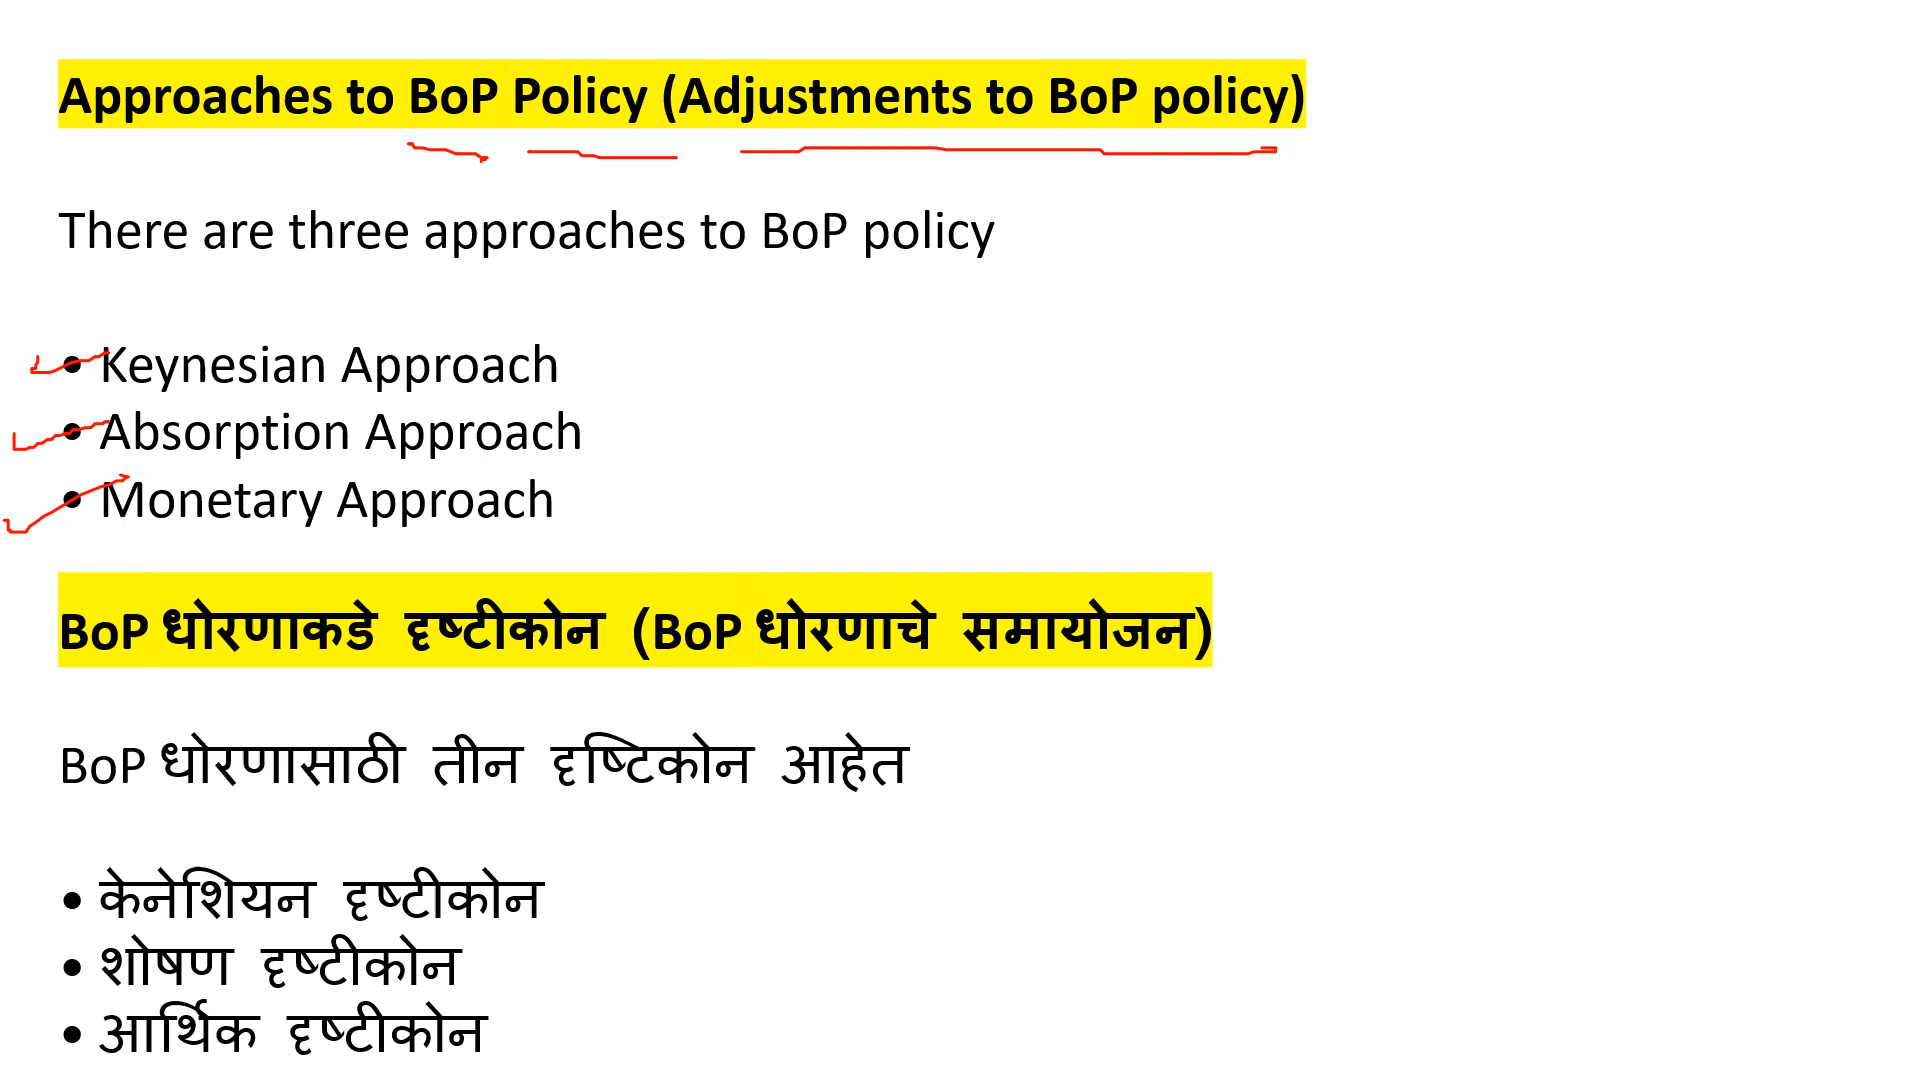 Approaches to BoP Policy (Adjustments to BoP policy)
There are three approaches to BoP policy
• Keynesian Approach
• Absorption Approach
• Monetary Approach
BoP धोरणाकडे दृष्टीकोन (BoP धोरणाचे समायोजन)
BoP धोरणासाठी तीन दृष्टिकोन आहेत
• केनेशियन दृष्टीकोन
• शोषण दृष्टीकोन
• आर्थिक दृष्टीकोन